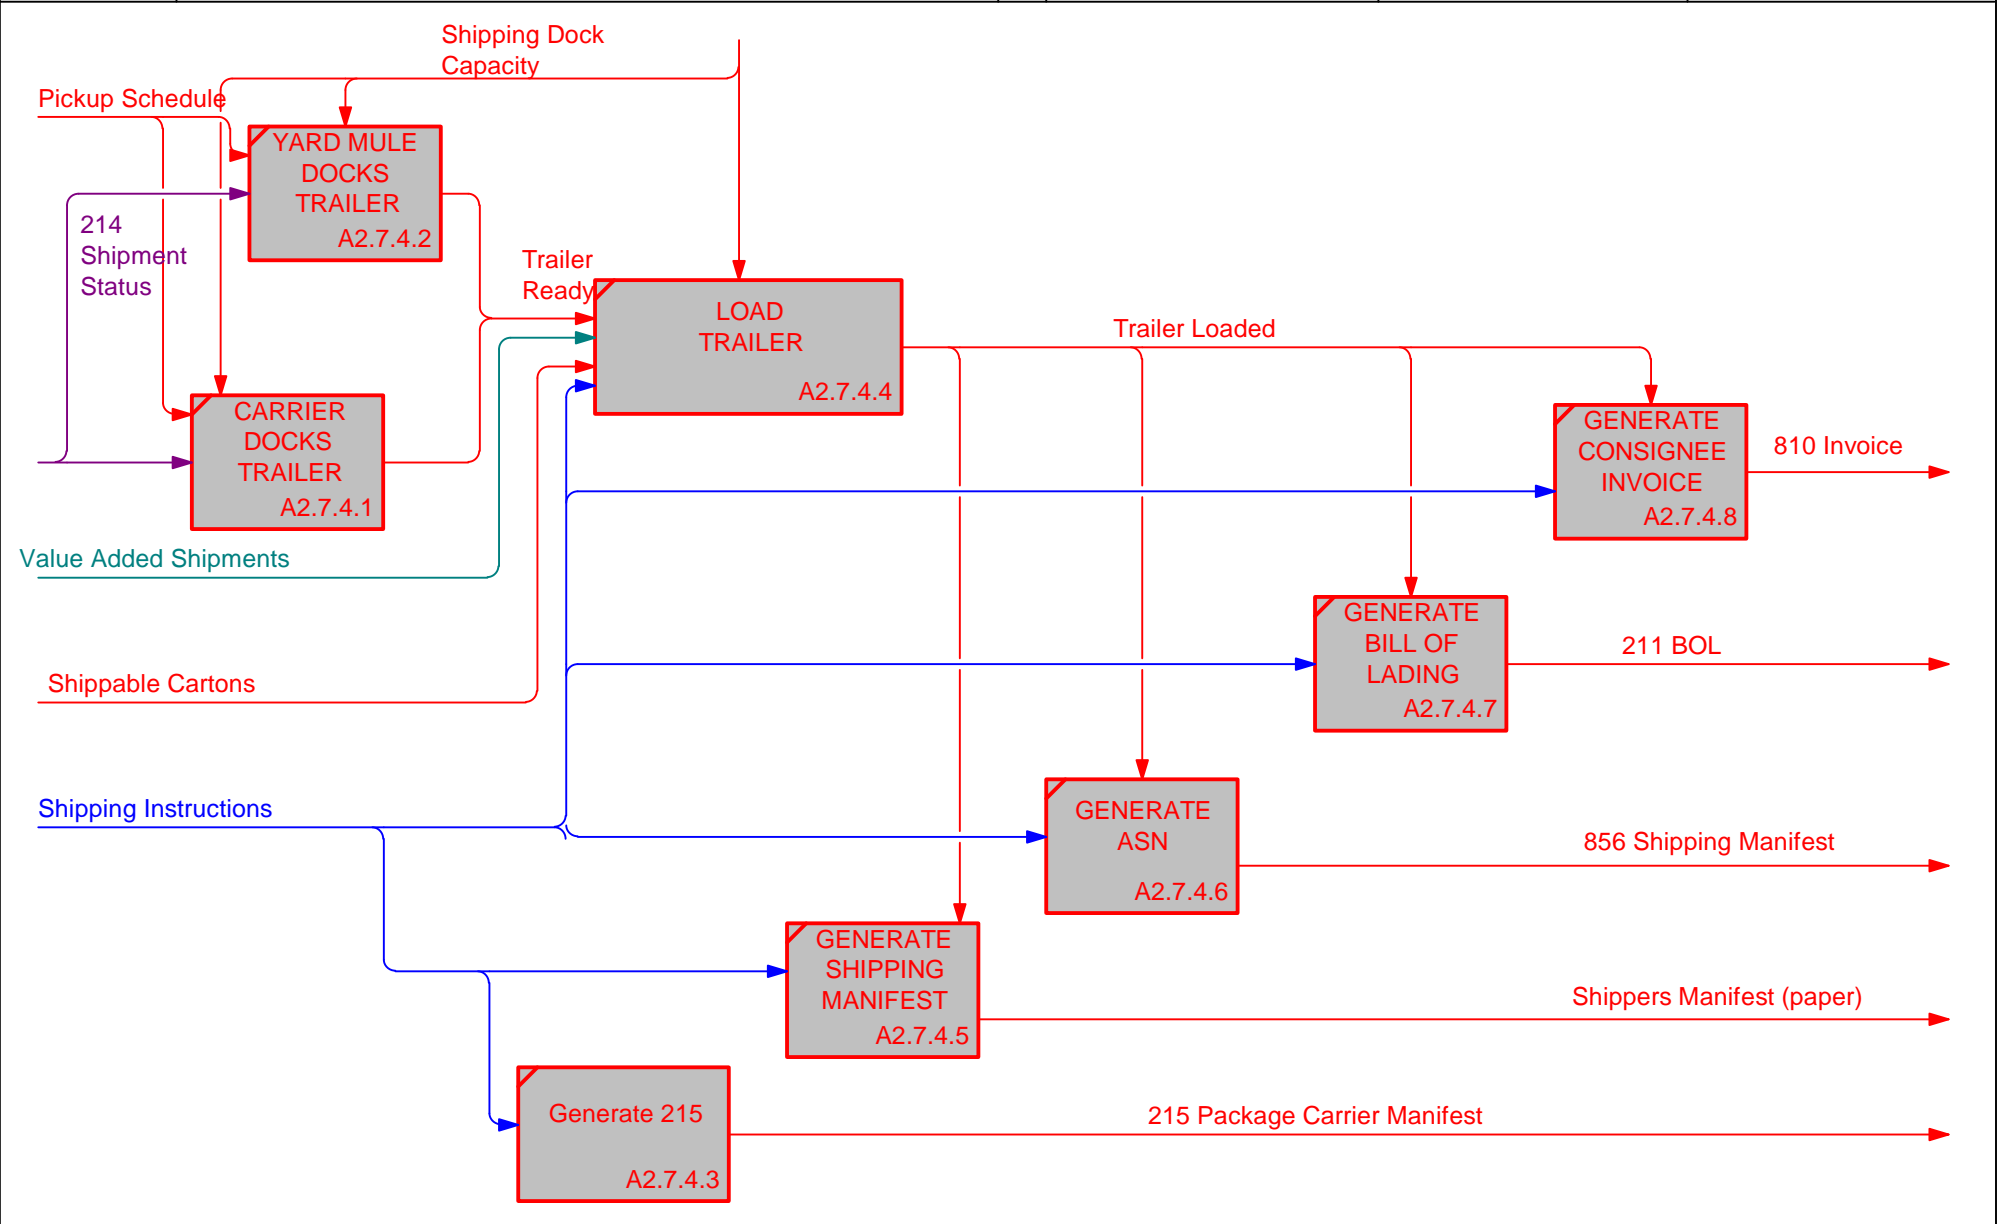 Shipping Dock
Capacity
Pickup Schedule
YARD MULE
DOCKS
TRAILER
A2.7.4.2
214
Shipment
Status
Trailer
Ready
LOAD
TRAILER
A2.7.4.4
Trailer Loaded
CARRIER
DOCKS
TRAILER
A2.7.4.1
GENERATE
CONSIGNEE
INVOICE
A2.7.4.8
810 Invoice
Value Added Shipments
GENERATE
BILL OF
LADING
A2.7.4.7
211 BOL
Shippable Cartons
Shipping Instructions
GENERATE
ASN
A2.7.4.6
856 Shipping Manifest
GENERATE
SHIPPING
MANIFEST
A2.7.4.5
Shippers Manifest (paper)
Generate 215
A2.7.4.3
215 Package Carrier Manifest